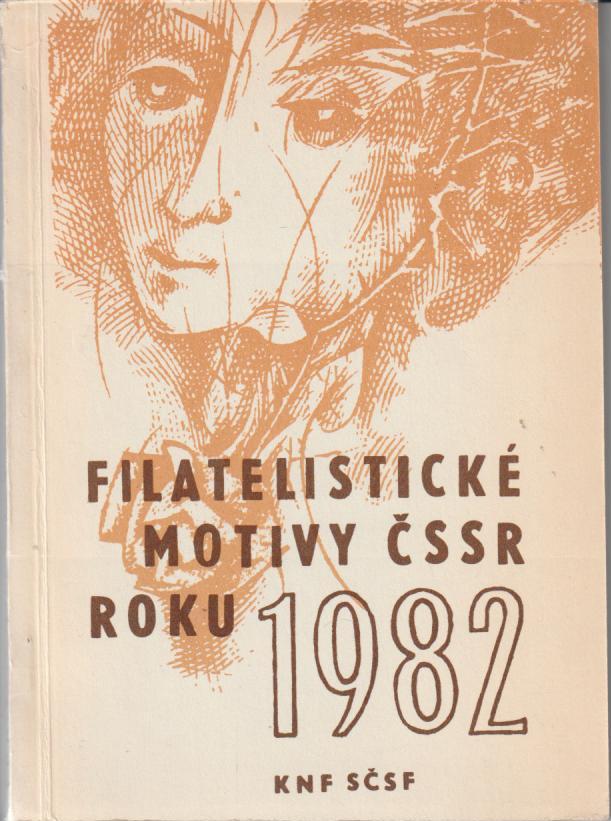 FILATELISTICKÉ
MOTIVY ČSSR
ROKU 1982
KNF SČSF